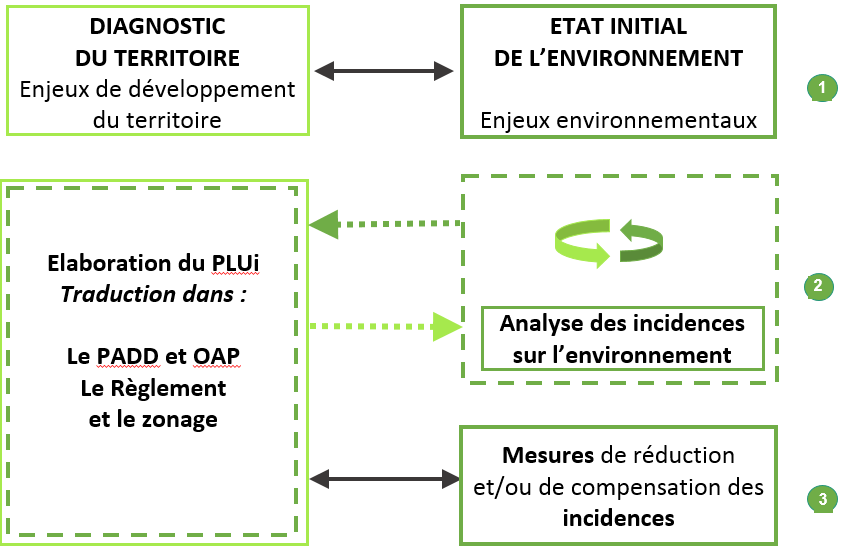 DIAGNOSTIC
DU TERRITOIRE
Enjeux de développement
du territoire
ETAT INITIAL
DE L’ENVIRONNEMENT
Enjeux environnementaux
1
Elaboration du PLUi
Traduction dans :
Le PADD et OAP
Le Règlement
et le zonage
Analyse des incidences
sur l’environnement
2
Mesures de réduction
et/ou de compensation des
incidences
3